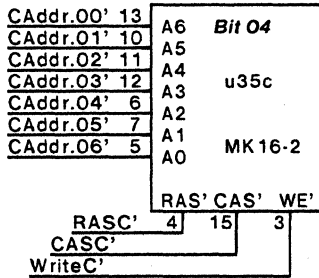 CAddr.00' 13 A6 Bit 04
CAddr.01' 10 A5
CAddr.02' 11 A4 u35c
CAddr.03' 12 A3
CAddr.04' 6 A2
CAddr.05' 7 A1 MK16-2
CAddr.06' 5 A0
RAS' CAS' WE'
RASC' 4 15 3
CASC'
WriteC'